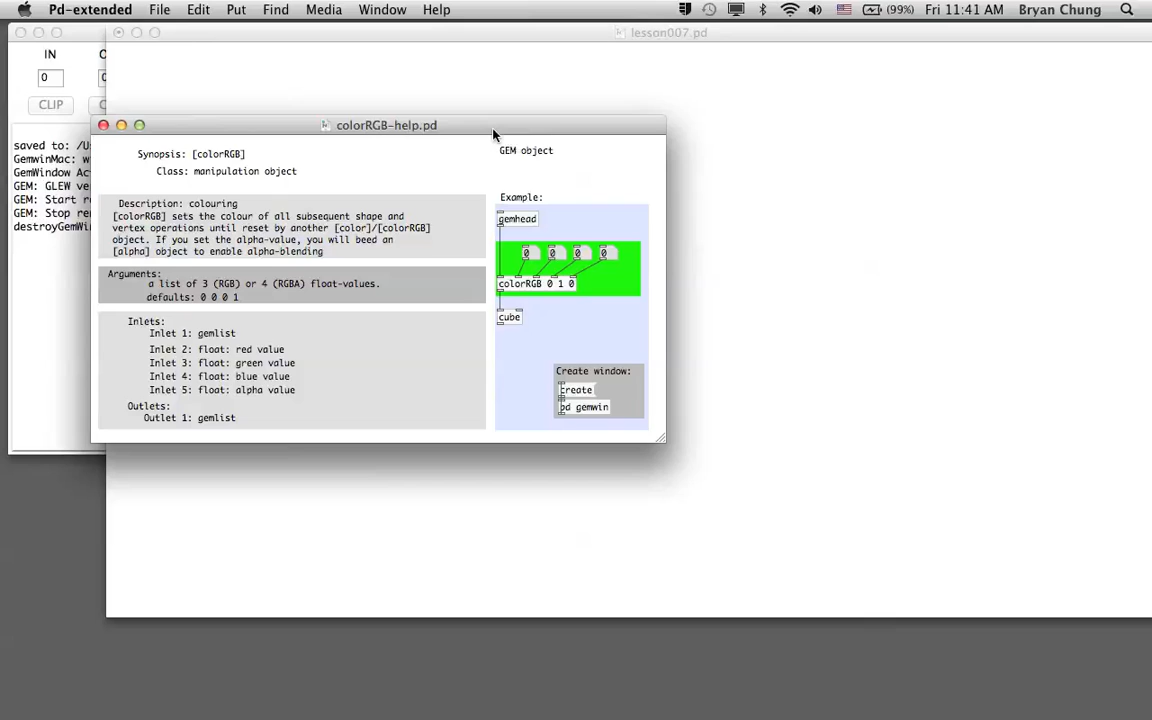 Pd-extended File Edit Put Find Media Window Help (99%) Fri 11:41 AM Bryan Chung
lesson007.pd
IN
0
CLIP
saved to: /U
GemwinMac: w
GemWindow Ac
GEM: GLEW ve
GEM: Start r
GEM: Stop re
destroyGemWi
colorRGB-help.pd
Synopsis: [colorRGB]
Class: manipulation object
GEM object
Description: colouring
[colorRGB] sets the colour of all subsequent shape and
vertex operations until reset by another [color]/[colorRGB]
object. If you set the alpha-value, you will beed an
[alpha] object to enable alpha-blending
Arguments:
a list of 3 (RGB) or 4 (RGBA) float-values.
defaults: 0 0 0 1
Inlets:
Inlet 1: gemlist
Inlet 2: float: red value
Inlet 3: float: green value
Inlet 4: float: blue value
Inlet 5: float: alpha value
Outlets:
Outlet 1: gemlist
Example:
gemhead
0 0 0 0
colorRGB 0 1 0
cube
Create window:
create
pd gemwin